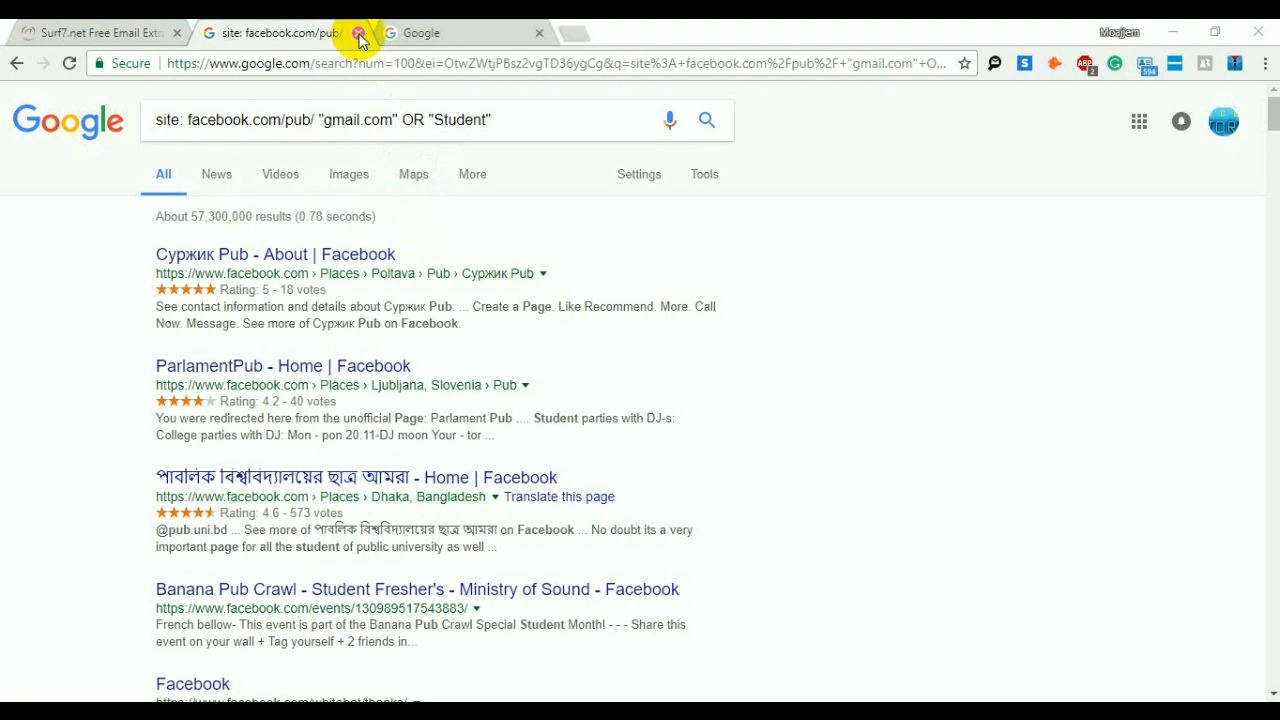 Surf7.net Free Email Extra
site: facebook.com/pub/
Google
Moajjem
Secure
https://www.google.com/search?num=100&ei=OtwZWtjPBsz2vgTD36ygCg&q=site%3A+facebook.com%2Fpub%2F+"gmail.com"+O...
ABP
2
594
Google
site: facebook.com/pub/ "gmail.com" OR "Student"
All
News
Videos
Images
Maps
More
Settings
Tools
About 57,300,000 results (0.78 seconds)
Суржик Pub - About | Facebook
https://www.facebook.com › Places › Poltava › Pub › Суржик Pub
Rating: 5 - 18 votes
See contact information and details about Суржик Pub. ... Create a Page. Like Recommend. More. Call
Now. Message. See more of Суржик Pub on Facebook.
ParlamentPub - Home | Facebook
https://www.facebook.com › Places › Ljubljana, Slovenia › Pub
Rating: 4.2 - 40 votes
You were redirected here from the unofficial Page: Parlament Pub .... Student parties with DJ-s:
College parties with DJ: Mon - pon 20.11-DJ moon Your - tor ...
পাবলিক বিশ্ববিদ্যালয়ের ছাত্র আমরা - Home | Facebook
https://www.facebook.com › Places › Dhaka, Bangladesh
Translate this page
Rating: 4.6 - 573 votes
@pub.uni.bd ... See more of পাবলিক বিশ্ববিদ্যালয়ের ছাত্র আমরা on Facebook ... No doubt its a very
important page for all the student of public university as well ...
Banana Pub Crawl - Student Fresher's - Ministry of Sound - Facebook
https://www.facebook.com/events/130989517543883/
French bellow- This event is part of the Banana Pub Crawl Special Student Month! - - - Share this
event on your wall + Tag yourself + 2 friends in...
Facebook